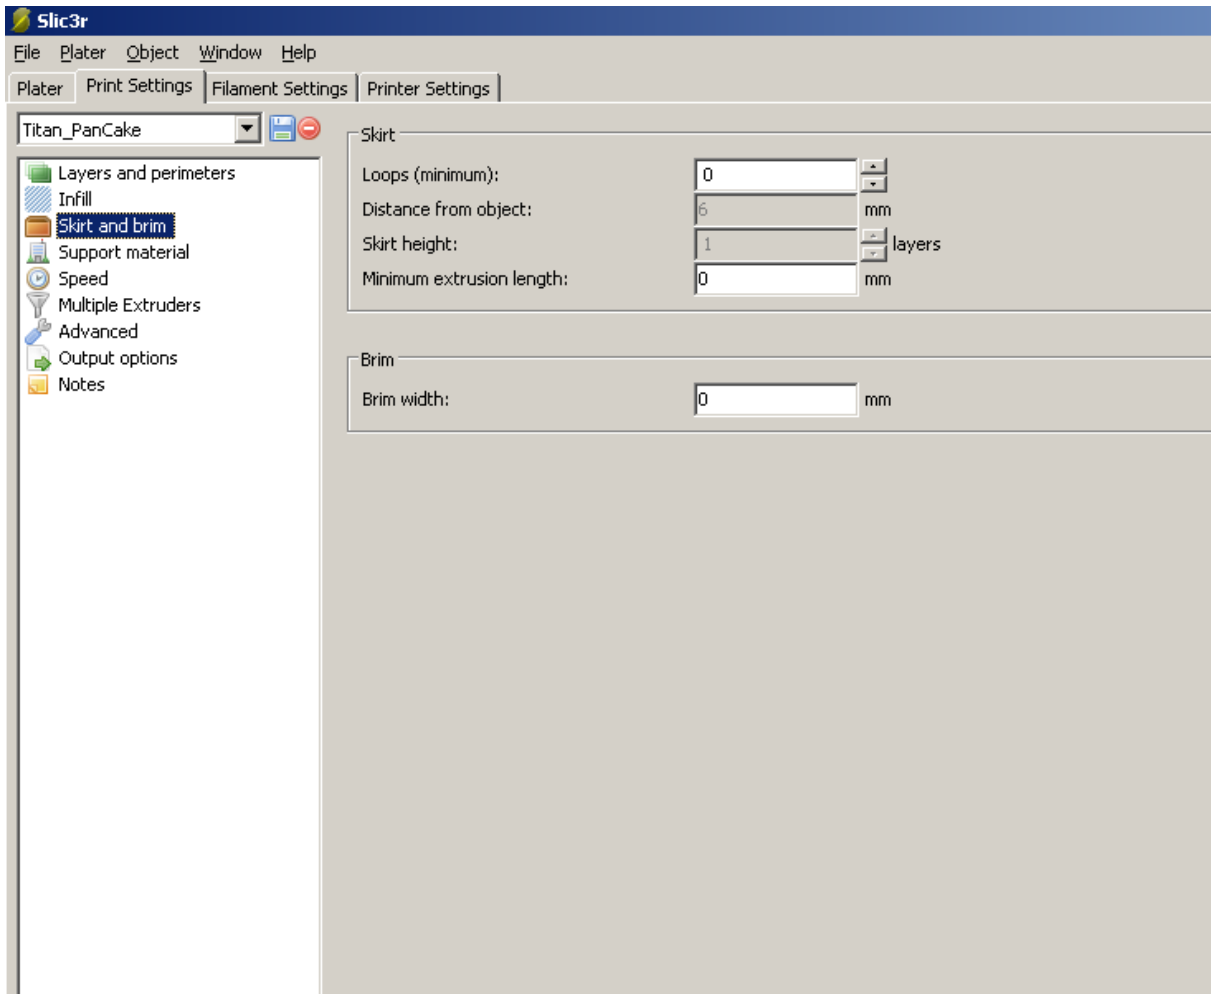 Slic3r
File Plater Object Window Help
Plater Print Settings Filament Settings Printer Settings
Titan_PanCake
Layers and perimeters
Infill
Skirt and brim
Support material
Speed
Multiple Extruders
Advanced
Output options
Notes
Skirt
Loops (minimum): 0
Distance from object: 6 mm
Skirt height: 1 layers
Minimum extrusion length: 0 mm
Brim
Brim width: 0 mm